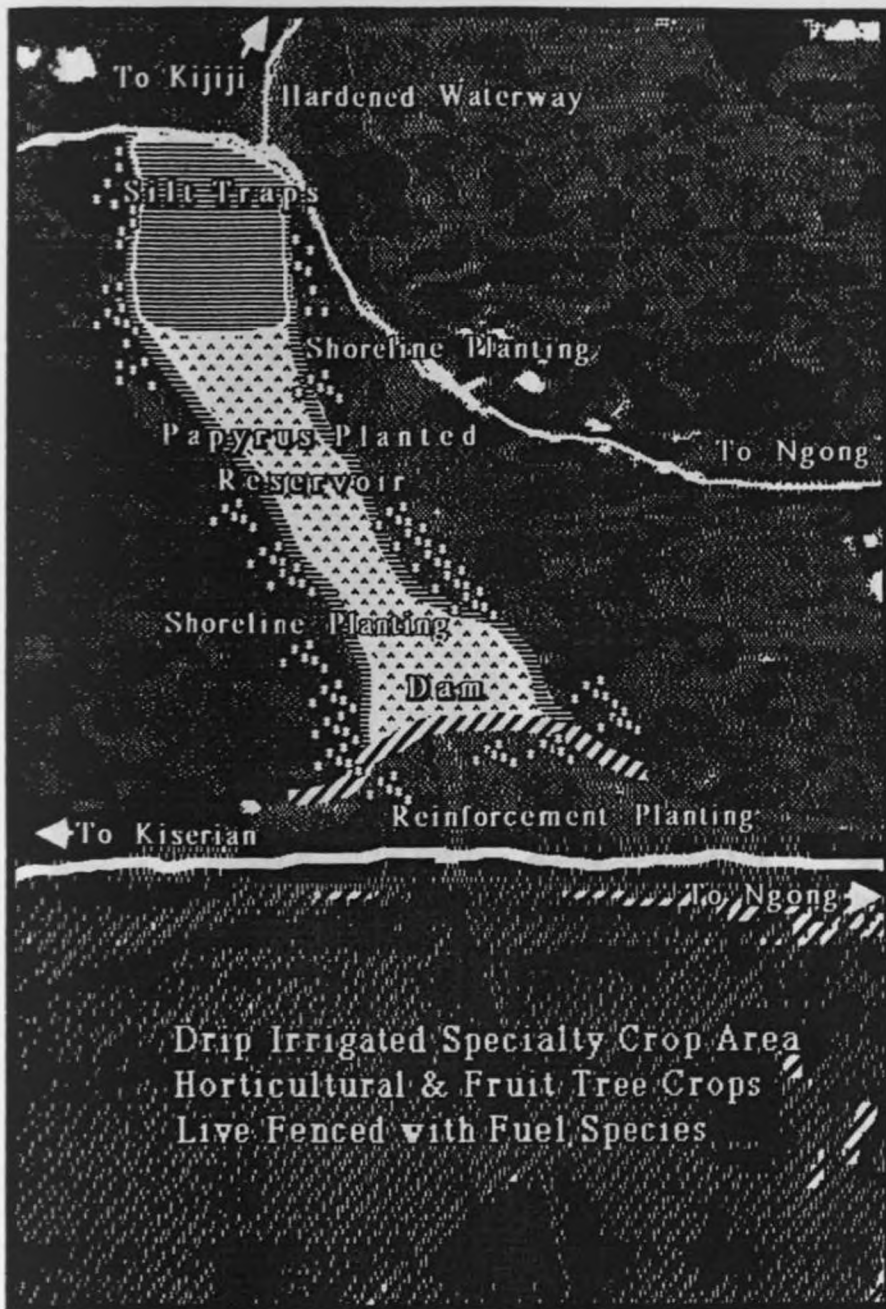 To Kijiji
Hardened Waterway
Silt Traps
Shoreline Planting
Papyrus Planted
Reservoir
To Ngong
Shoreline Planting
Dam
Reinforcement Planting
To Kiserian
To Ngong
Drip Irrigated Specialty Crop Area
Horticultural & Fruit Tree Crops
Live Fenced with Fuel Species